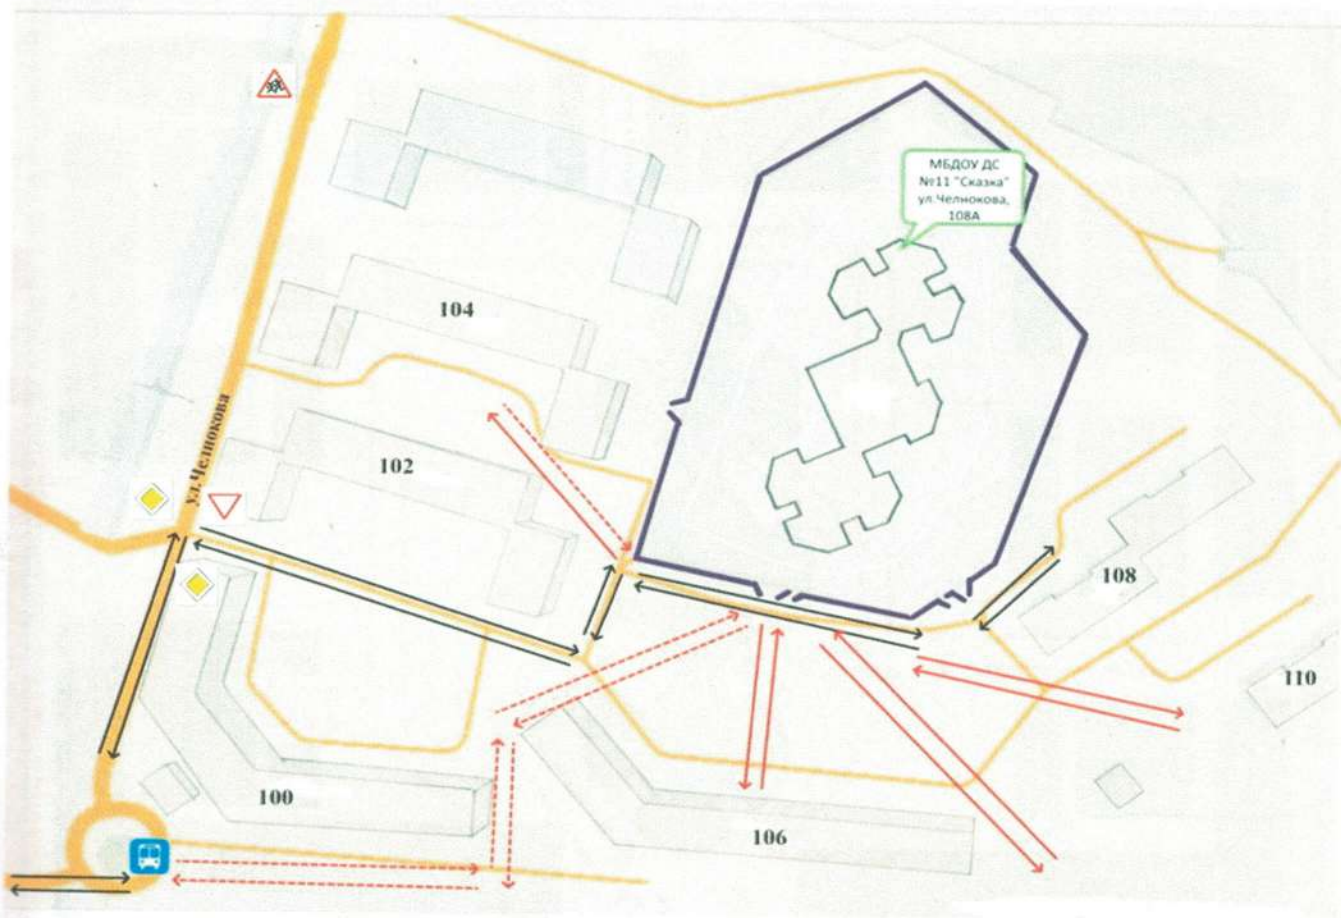 МБДОУ ДС
№11 "Сказка"
ул.Челнокова,
108А
104
ул.Челнокова
102
108
110
100
106